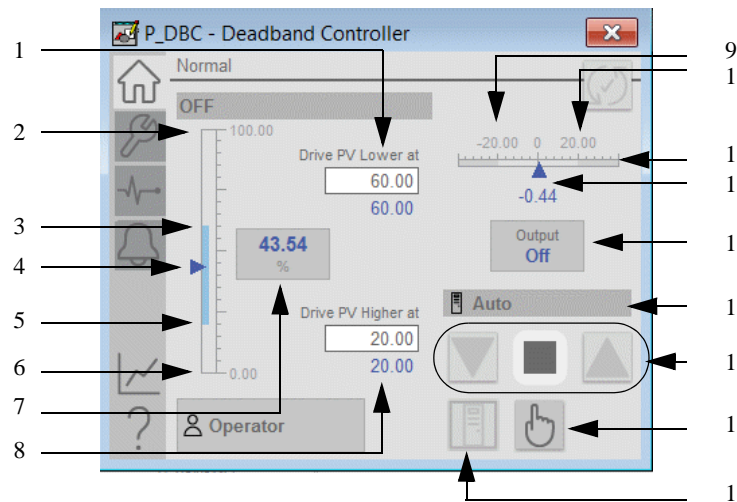 P_DBC - Deadband Controller
Normal
OFF
100.00
Drive PV Lower at
60.00
60.00
43.54
%
Drive PV Higher at
20.00
20.00
0.00
Operator
-20.00 0 20.00
-0.44
Output
Off
Auto
1
2
3
4
5
6
7
8
9
1
1
1
1
1
1
1
1